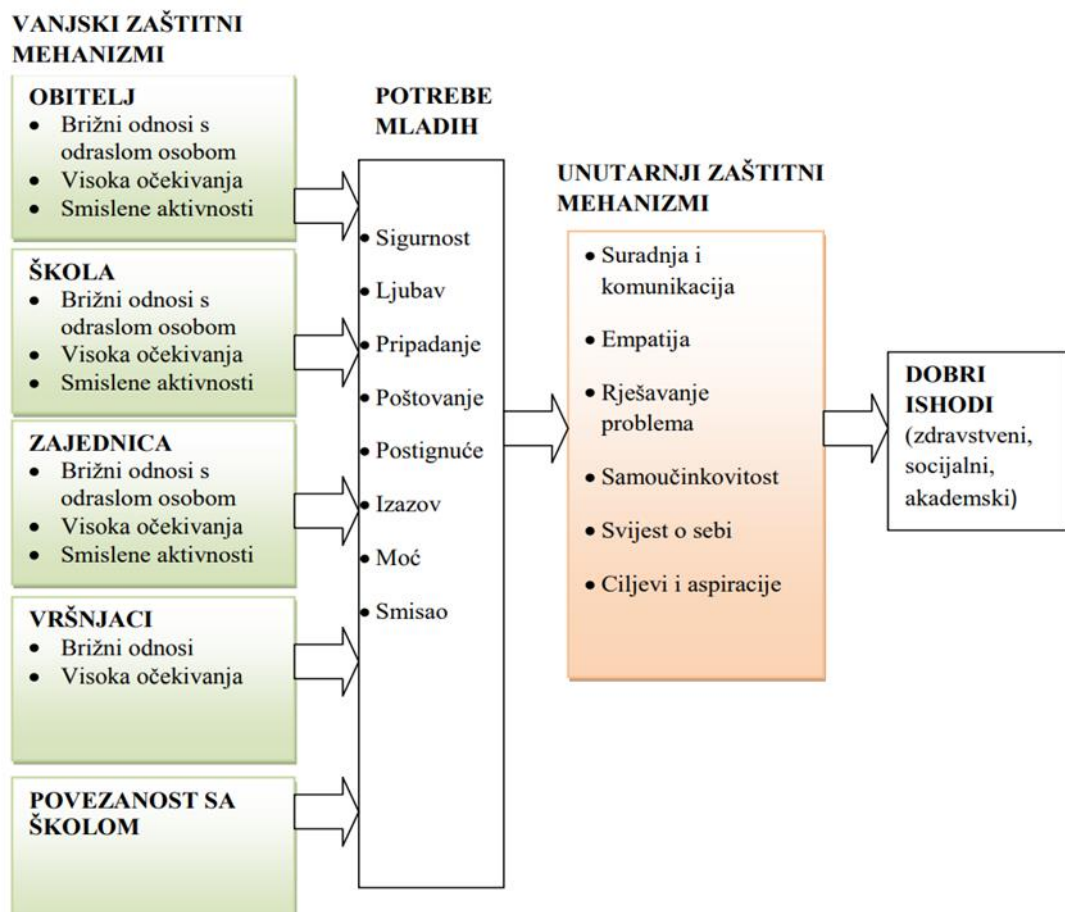 VANJSKI ZAŠTITNI
MEHANIZMI
OBITELJ
• Brižni odnosi s
odraslom osobom
• Visoka očekivanja
• Smislene aktivnosti
ŠKOLA
• Brižni odnosi s
odraslom osobom
• Visoka očekivanja
• Smislene aktivnosti
ZAJEDNICA
• Brižni odnosi s
odraslom osobom
• Visoka očekivanja
• Smislene aktivnosti
VRŠNJACI
• Brižni odnosi
• Visoka očekivanja
POVEZANOST SA
ŠKOLOM
POTREBE
MLADIH
• Sigurnost
• Ljubav
• Pripadanje
• Poštovanje
• Postignuće
• Izazov
• Moć
• Smisao
UNUTARNJI ZAŠTITNI
MEHANIZMI
• Suradnja i
komunikacija
• Empatija
• Rješavanje
problema
• Samoučinkovitost
• Svijest o sebi
• Ciljevi i aspiracije
DOBRI
ISHODI
(zdravstveni,
socijalni,
akademski)